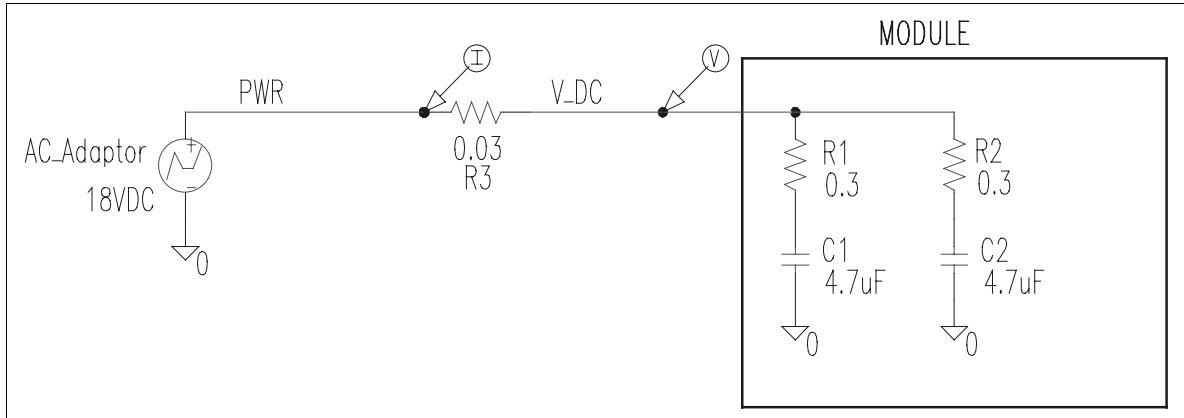 MODULE
I
V
PWR
V_DC
AC_Adaptor
+
-
18VDC
0.03
R3
R1
0.3
R2
0.3
C1
4.7uF
C2
4.7uF
0
0
0